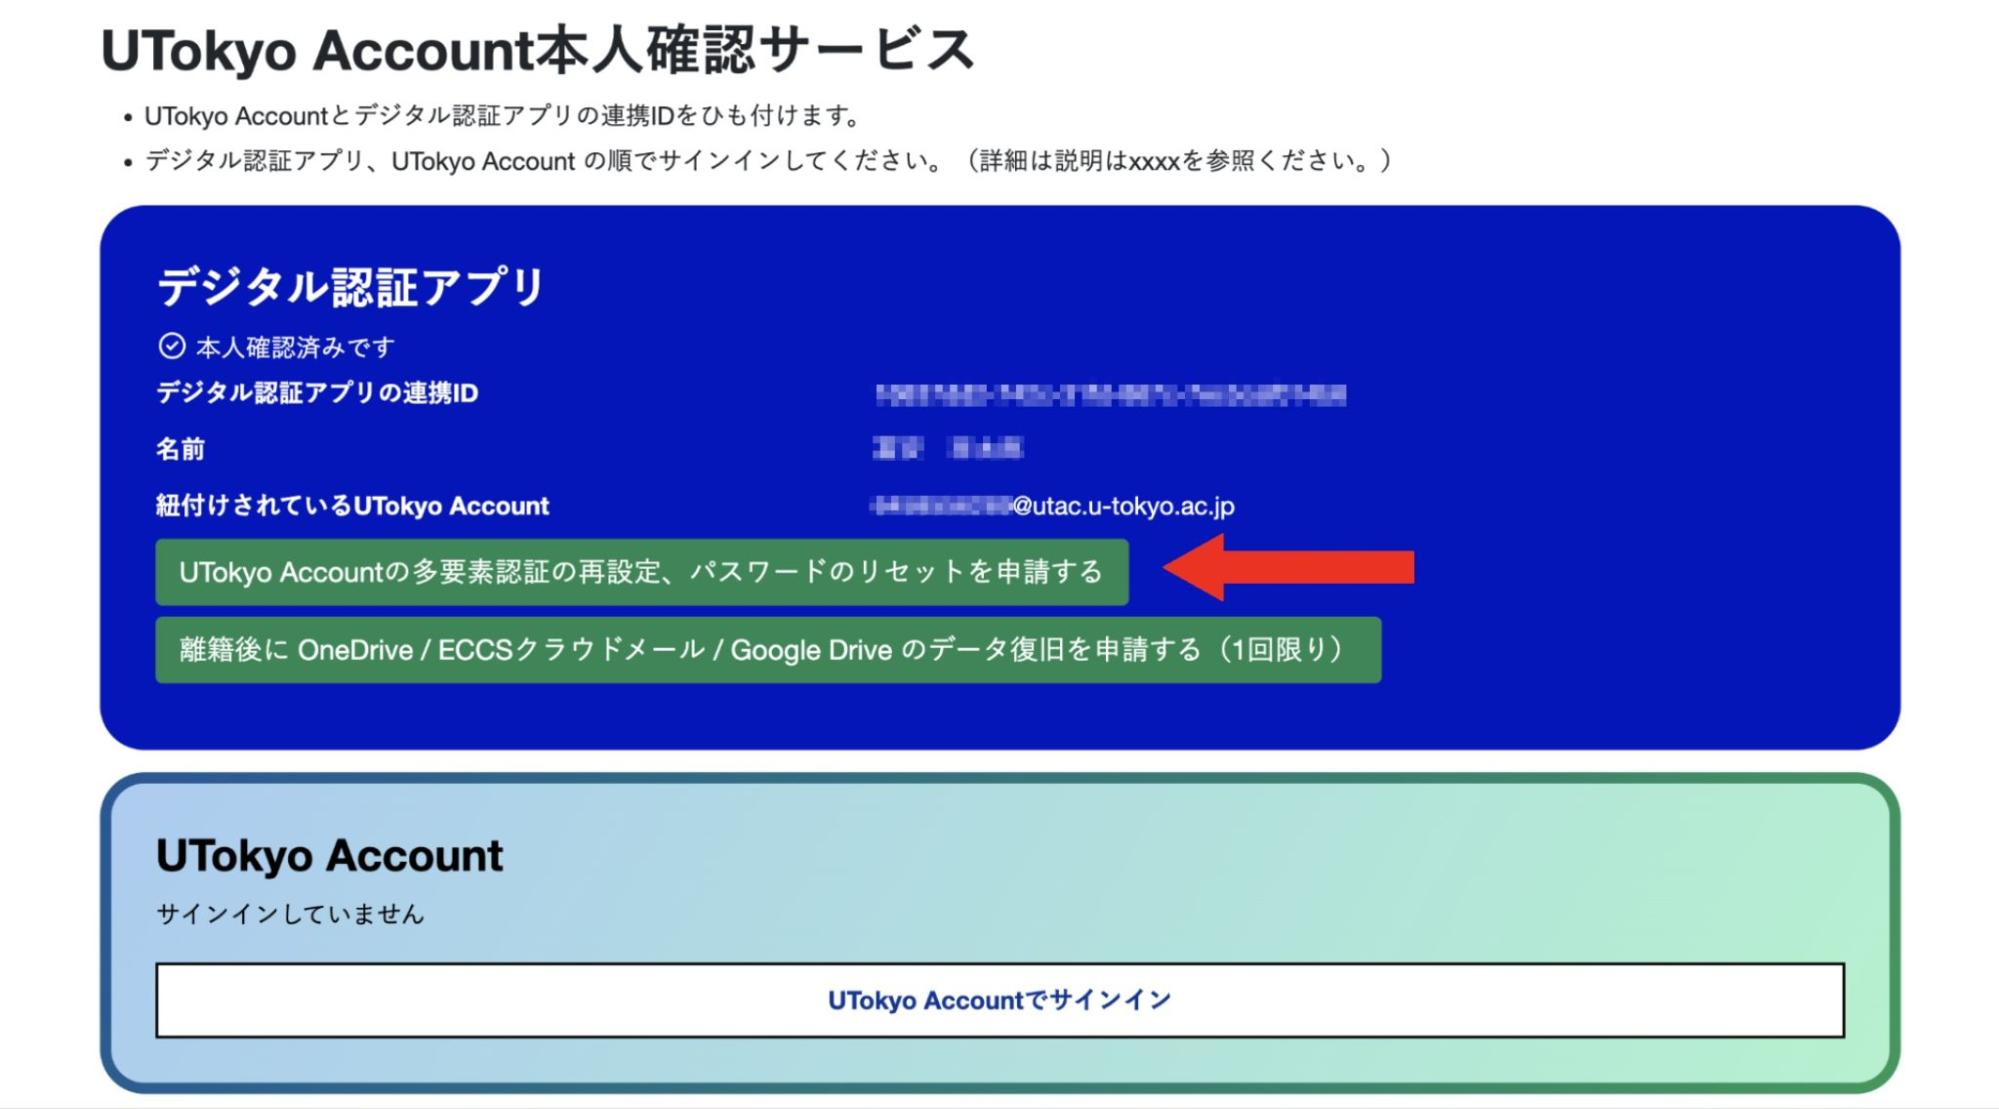 UTokyo Account本人確認サービス
• UTokyo Accountとデジタル認証アプリの連携IDをひも付けます。
• デジタル認証アプリ、UTokyo Account の順でサインインしてください。（詳細は説明はxxxxを参照ください。）
デジタル認証アプリ
本人確認済みです
デジタル認証アプリの連携ID
名前
紐付けされているUTokyo Account @utac.u-tokyo.ac.jp
UTokyo Accountの多要素認証の再設定、パスワードのリセットを申請する
離籍後に OneDrive / ECCSクラウドメール / Google Drive のデータ復旧を申請する（1回限り）
UTokyo Account
サインインしていません
UTokyo Accountでサインイン